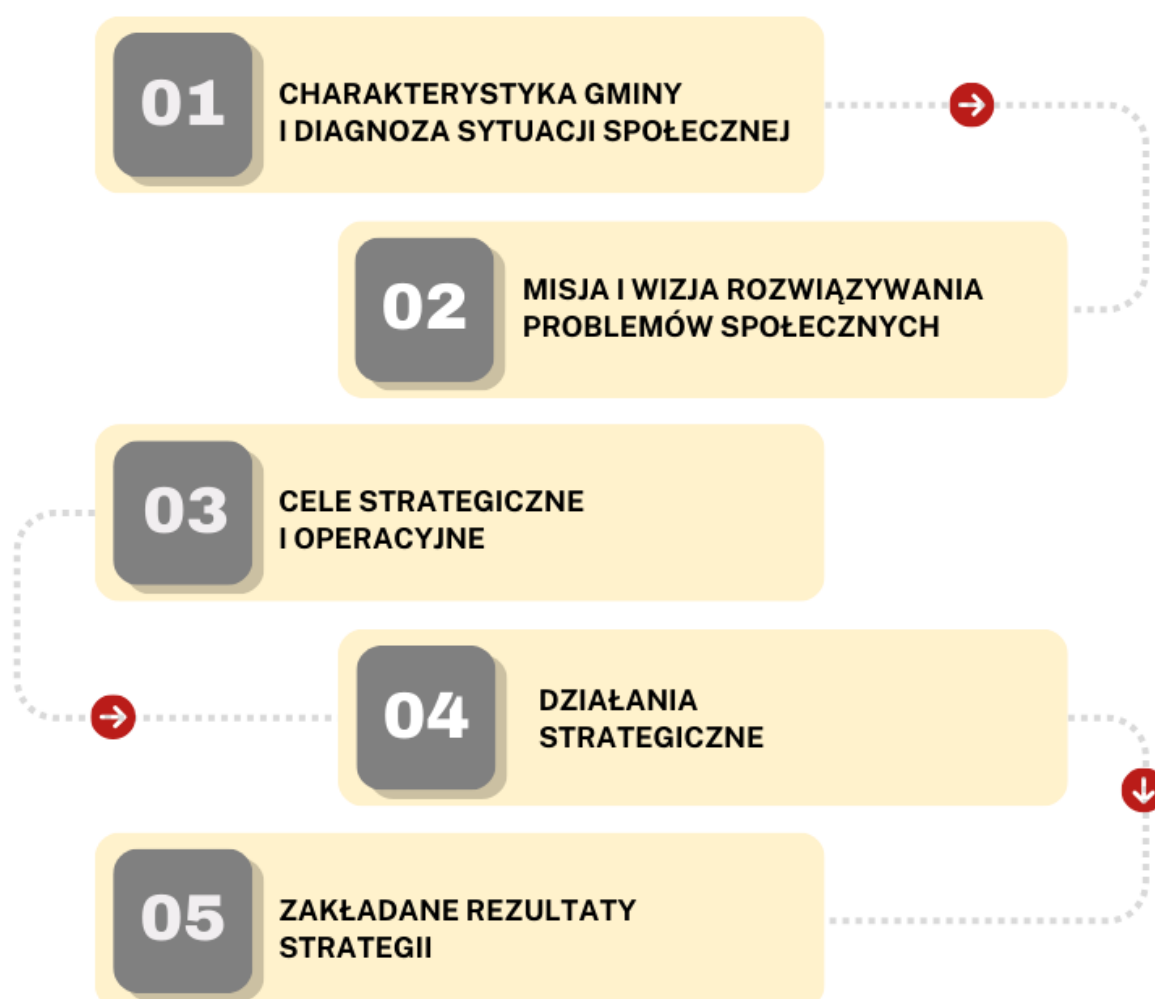 01
CHARAKTERYSTYKA GMINY
I DIAGNOZA SYTUACJI SPOŁECZNEJ
02
MISJA I WIZJA ROZWIĄZYWANIA
PROBLEMÓW SPOŁECZNYCH
03
CELE STRATEGICZNE
I OPERACYJNE
04
DZIAŁANIA
STRATEGICZNE
05
ZAKŁADANE REZULTATY
STRATEGII